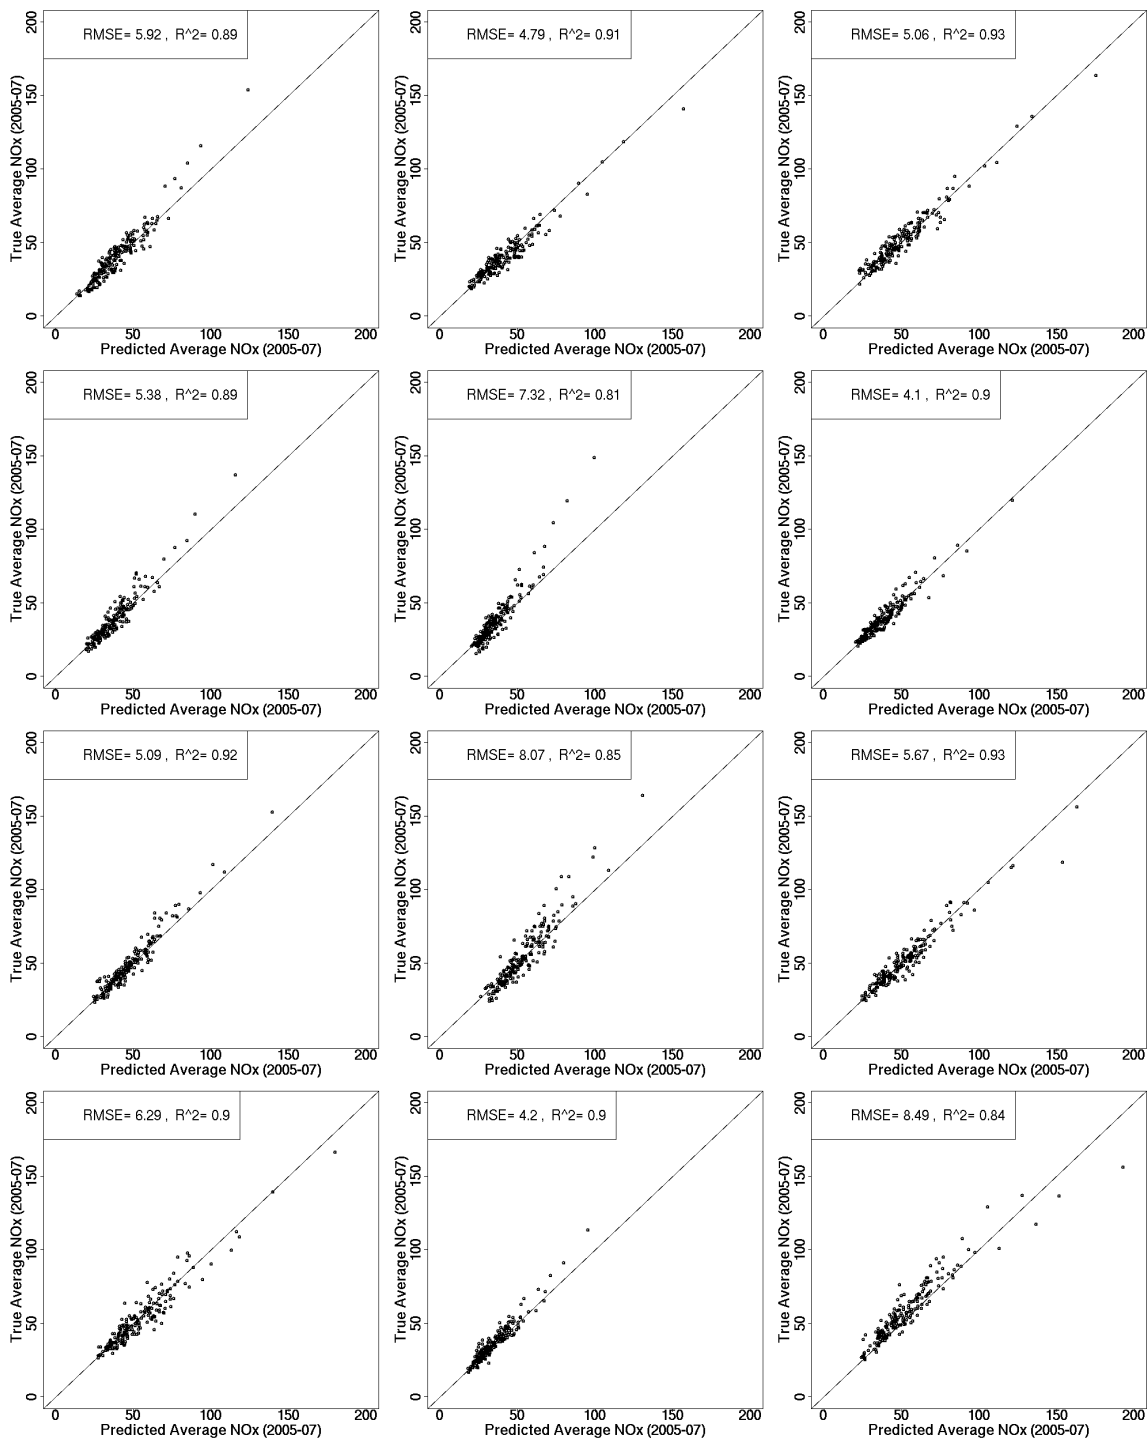 RMSE= 5.92 , R^2= 0.89
True Average NOx (2005-07)
0 50 100 150 200
0 50 100 150 200
Predicted Average NOx (2005-07)
RMSE= 4.79 , R^2= 0.91
True Average NOx (2005-07)
0 50 100 150 200
0 50 100 150 200
Predicted Average NOx (2005-07)
RMSE= 5.06 , R^2= 0.93
True Average NOx (2005-07)
0 50 100 150 200
0 50 100 150 200
Predicted Average NOx (2005-07)
RMSE= 5.38 , R^2= 0.89
True Average NOx (2005-07)
0 50 100 150 200
0 50 100 150 200
Predicted Average NOx (2005-07)
RMSE= 7.32 , R^2= 0.81
True Average NOx (2005-07)
0 50 100 150 200
0 50 100 150 200
Predicted Average NOx (2005-07)
RMSE= 4.1 , R^2= 0.9
True Average NOx (2005-07)
0 50 100 150 200
0 50 100 150 200
Predicted Average NOx (2005-07)
RMSE= 5.09 , R^2= 0.92
True Average NOx (2005-07)
0 50 100 150 200
0 50 100 150 200
Predicted Average NOx (2005-07)
RMSE= 8.07 , R^2= 0.85
True Average NOx (2005-07)
0 50 100 150 200
0 50 100 150 200
Predicted Average NOx (2005-07)
RMSE= 5.67 , R^2= 0.93
True Average NOx (2005-07)
0 50 100 150 200
0 50 100 150 200
Predicted Average NOx (2005-07)
RMSE= 6.29 , R^2= 0.9
True Average NOx (2005-07)
0 50 100 150 200
0 50 100 150 200
Predicted Average NOx (2005-07)
RMSE= 4.2 , R^2= 0.9
True Average NOx (2005-07)
0 50 100 150 200
0 50 100 150 200
Predicted Average NOx (2005-07)
RMSE= 8.49 , R^2= 0.84
True Average NOx (2005-07)
0 50 100 150 200
0 50 100 150 200
Predicted Average NOx (2005-07)